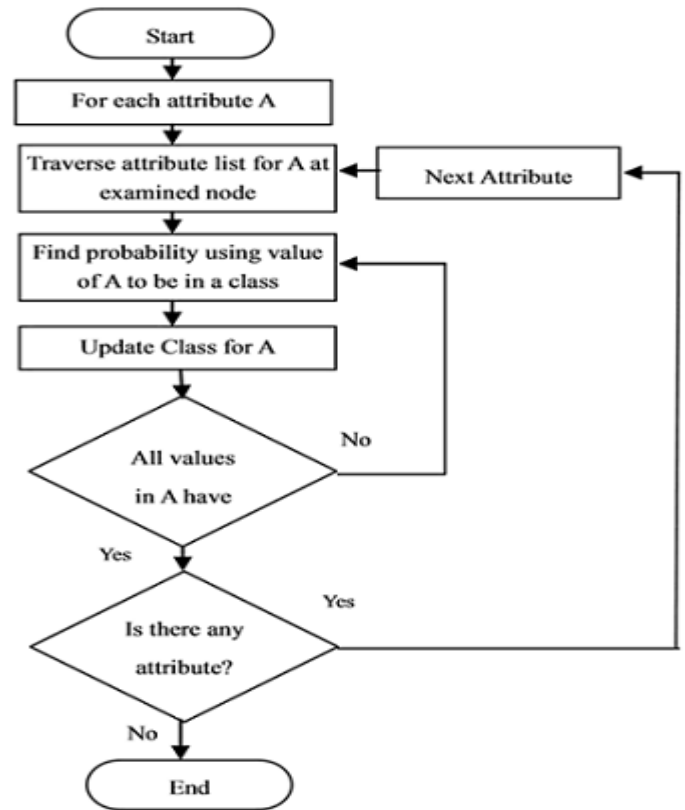 Start
For each attribute A
Traverse attribute list for A at
examined node
Next Attribute
Find probability using value
of A to be in a class
Update Class for A
All values
in A have
No
Yes
Is there any
attribute?
Yes
No
End